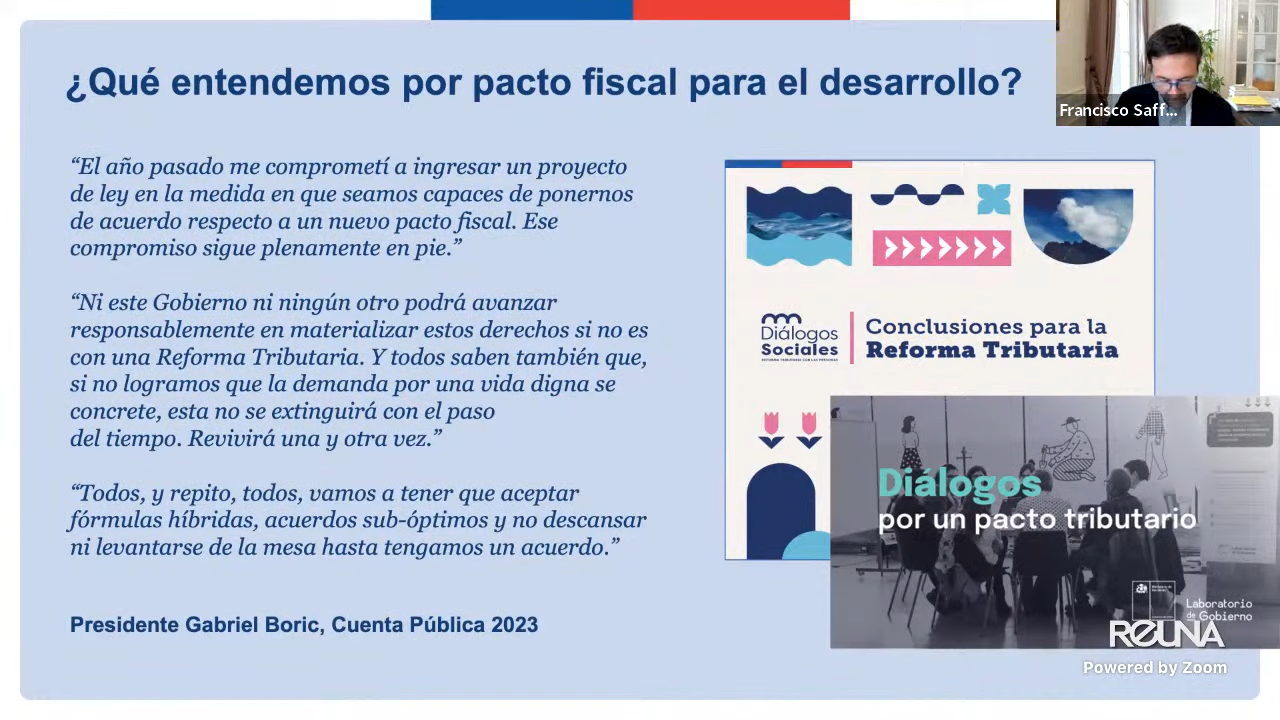 ¿Qué entendemos por pacto fiscal para el desarrollo?
Francisco Saff...
“El año pasado me comprometí a ingresar un proyecto
de ley en la medida en que seamos capaces de ponernos
de acuerdo respecto a un nuevo pacto fiscal. Ese
compromiso sigue plenamente en pie.”
“Ni este Gobierno ni ningún otro podrá avanzar
responsablemente en materializar estos derechos si no es
con una Reforma Tributaria. Y todos saben también que,
si no logramos que la demanda por una vida digna se
concrete, esta no se extinguirá con el paso
del tiempo. Revivirá una y otra vez.”
“Todos, y repito, todos, vamos a tener que aceptar
fórmulas híbridas, acuerdos sub-óptimos y no descansar
ni levantarse de la mesa hasta tengamos un acuerdo.”
Presidente Gabriel Boric, Cuenta Pública 2023
Diálogos
Sociales
REFORMA TRIBUTARIA CON LAS PERSONAS
Conclusiones para la
Reforma Tributaria
Diálogos
por un pacto tributario
Laboratorio
de Gobierno
REUNA
Powered by Zoom